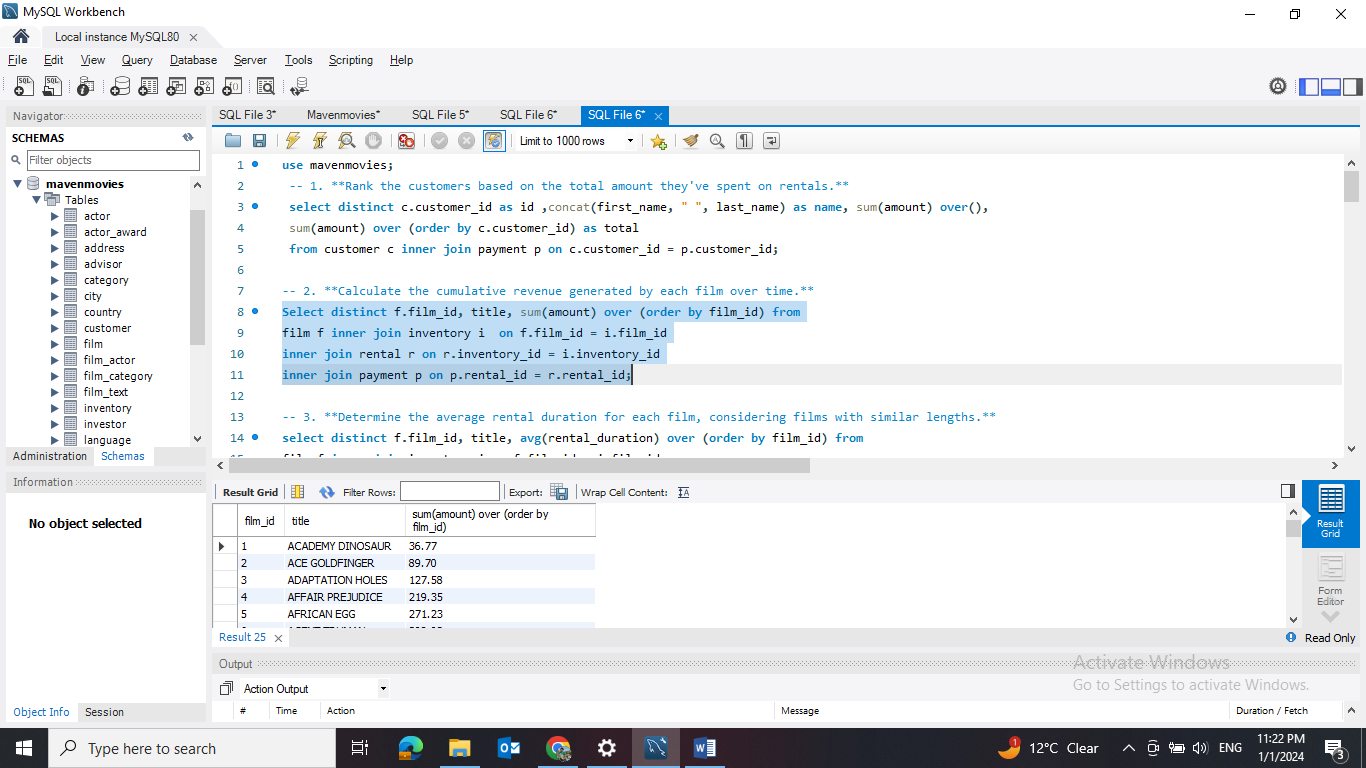 MySQL Workbench
Local instance MySQL80
File Edit View Query Database Server Tools Scripting Help
Navigator
SCHEMAS
Filter objects
mavenmovies
Tables
actor
actor_award
address
advisor
category
city
country
customer
film
film_actor
film_category
film_text
inventory
investor
language
Administration Schemas
Information
No object selected
Object Info Session
SQL File 3* Mavenmovies* SQL File 5* SQL File 6* SQL File 6*
Limit to 1000 rows
1 use mavenmovies;
2 -- 1. **Rank the customers based on the total amount they've spent on rentals.**
3 select distinct c.customer_id as id ,concat(first_name, " ", last_name) as name, sum(amount) over(),
4 sum(amount) over (order by c.customer_id) as total
5 from customer c inner join payment p on c.customer_id = p.customer_id;
6
7 -- 2. **Calculate the cumulative revenue generated by each film over time.**
8 Select distinct f.film_id, title, sum(amount) over (order by film_id) from
9 film f inner join inventory i  on f.film_id = i.film_id
10 inner join rental r on r.inventory_id = i.inventory_id
11 inner join payment p on p.rental_id = r.rental_id;
12
13 -- 3. **Determine the average rental duration for each film, considering films with similar lengths.**
14 select distinct f.film_id, title, avg(rental_duration) over (order by film_id) from
Result Grid Filter Rows: Export: Wrap Cell Content:
film_id title sum(amount) over (order by
film_id)
1 ACADEMY DINOSAUR 36.77
2 ACE GOLDFINGER 89.70
3 ADAPTATION HOLES 127.58
4 AFFAIR PREJUDICE 219.35
5 AFRICAN EGG 271.23
Result
Grid
Form
Editor
Result 25
Read Only
Output
Activate Windows
Go to Settings to activate Windows.
Action Output
# Time Action Message Duration / Fetch
Type here to search
12°C Clear
ENG
11:22 PM
1/1/2024
1
3